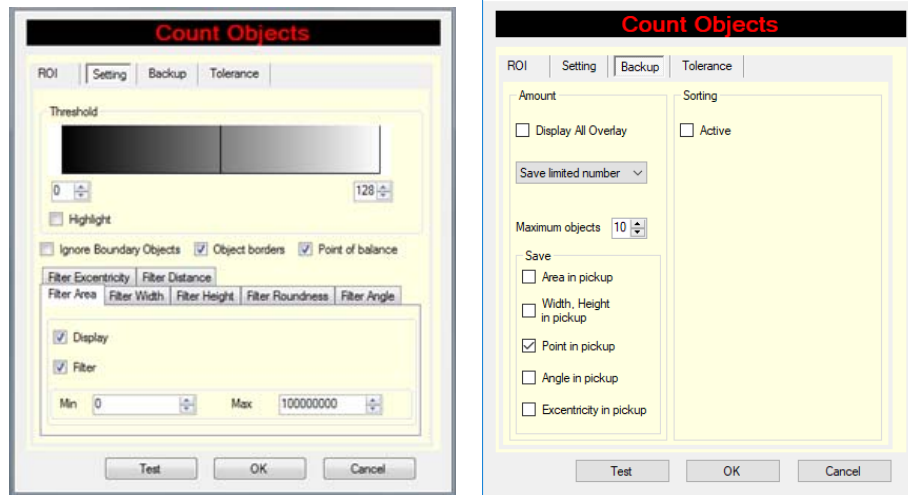 Count Objects
ROI Setting Backup Tolerance
Threshold
0 128
Highlight
Ignore Boundary Objects Object borders Point of balance
Filter Excentricity Filter Distance
Filter Area Filter Width Filter Height Filter Roundness Filter Angle
Display
Filter
Min 0 Max 100000000
Test OK Cancel
Count Objects
ROI Setting Backup Tolerance
Amount Sorting
Display All Overlay Active
Save limited number
Maximum objects 10
Save
Area in pickup
Width, Height
in pickup
Point in pickup
Angle in pickup
Excentricity in pickup
Test OK Cancel